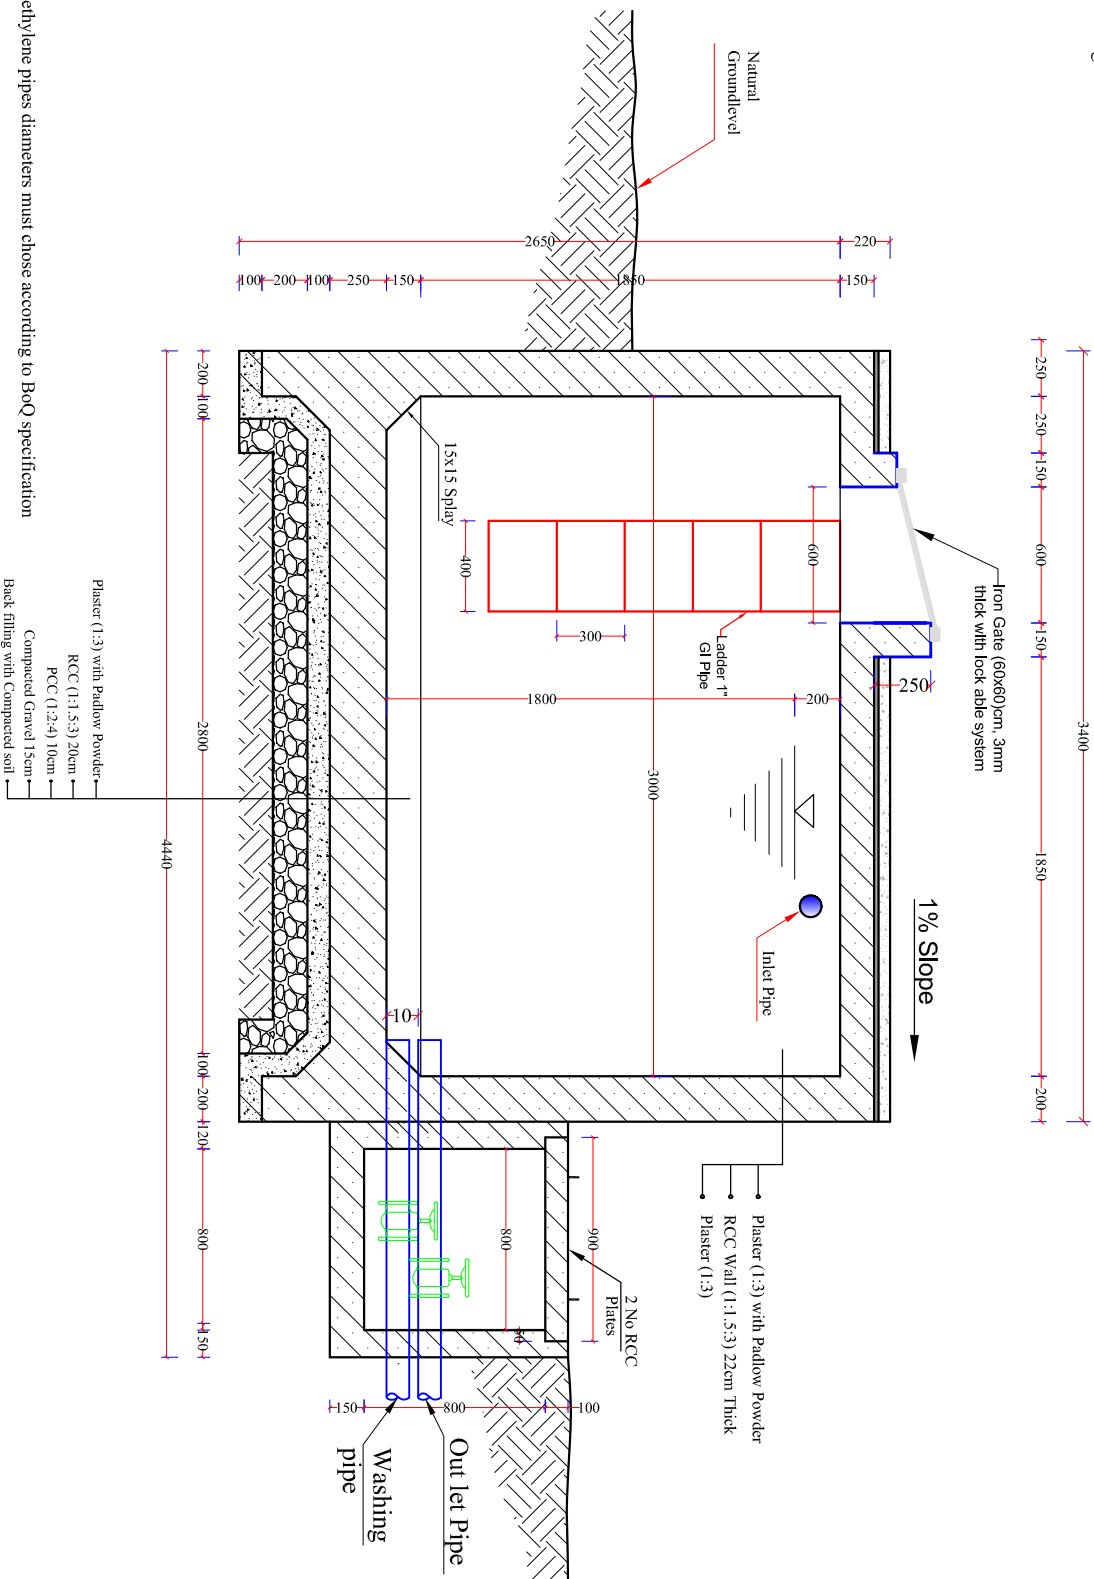 3400
250
250
150
600
150
1850
200
1% Slope
Iron Gate (60x60)cm, 3mm
thick with lock able system
220
150
250
2650
1850
150
250
100
200
100
Natural
Groundlevel
600
200
Ladder 1"
GI Pipe
300
400
1800
3000
15x15 Splay
Inlet Pipe
10
Plaster (1:3) with Padlow Powder
RCC Wall (1:1.5:3) 22cm Thick
Plaster (1:3)
2 No RCC
Plates
900
800
50
100
800
150
Out let Pipe
Washing
pipe
200
100
2800
100
200
120
800
150
4440
Plaster (1:3) with Padlow Powder
RCC (1:1.5:3) 20cm
PCC (1:2:4) 10cm
Compacted Gravel 15cm
Back filling with Compacted soil
ethylene pipes diameters must chose according to BoQ specification